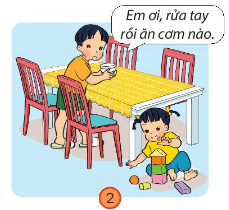 Em ơi, rửa tay
rồi ăn cơm nào.
2